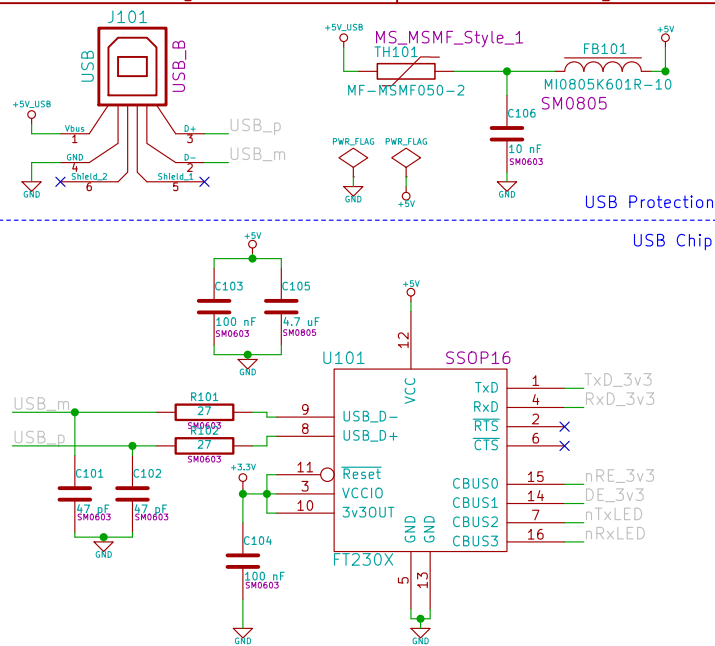 J101
USB
USB_B
+5V_USB
Vbus
1
D+
3
USB_p
GND
4
D-
2
USB_m
Shield_2
6
Shield_1
5
GND
+5V_USB
MS_MSMF_Style_1
TH101
MF-MSMF050-2
FB101
MI0805K601R-10
SM0805
+5V
C106
10 nF
SM0603
GND
PWR_FLAG
GND
PWR_FLAG
+5V
USB Protection
USB Chip
+5V
C103
100 nF
SM0603
C105
4.7 uF
SM0805
GND
+5V
12
VCC
U101
SSOP16
USB_m
R101
27
SM0603
9
USB_D-
USB_p
R102
27
SM0603
8
USB_D+
C101
47 pF
SM0603
C102
47 pF
SM0603
GND
+3.3V
11
Reset
3
VCCIO
10
3v3OUT
C104
100 nF
SM0603
GND
TxD
1
TxD_3v3
RxD
4
RxD_3v3
RTS
2
CTS
6
CBUS0
15
nRE_3v3
CBUS1
14
DE_3v3
CBUS2
7
nTxLED
CBUS3
16
nRxLED
GND
GND
FT230X
5
13
GND